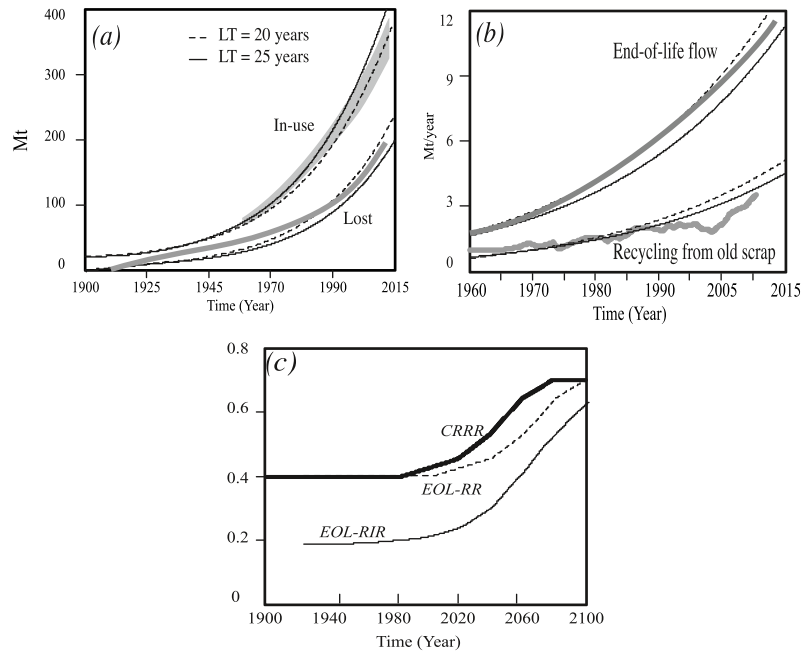 (a)
400
300
200
100
0
Mt
LT = 20 years
LT = 25 years
In-use
Lost
1900 1925 1945 1970 1990 2015
Time (Year)
(b)
12
9
6
3
0
Mt/year
End-of-life flow
Recycling from old scrap
1960 1970 1980 1990 2005 2015
Time (Year)
(c)
0.8
0.6
0.4
0.2
0
CRRR
EOL-RR
EOL-RIR
1900 1940 1980 2020 2060 2100
Time (Year)